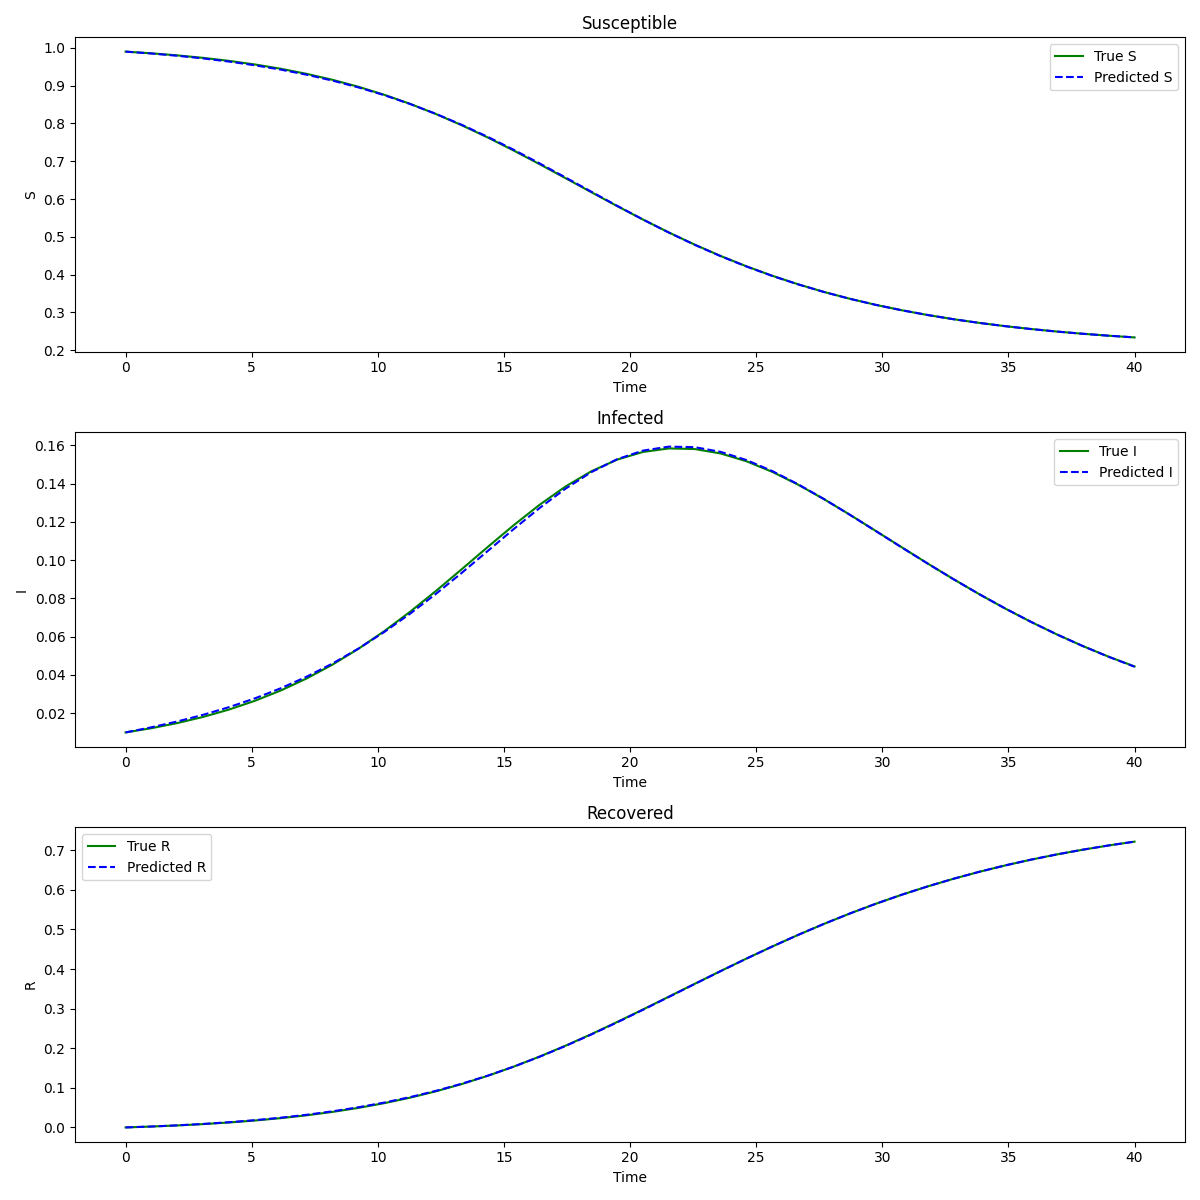 Susceptible
1.0
0.9
0.8
0.7
0.6
0.5
0.4
0.3
0.2
S
True S
Predicted S
0 5 10 15 20 25 30 35 40
Time
Infected
0.16
0.14
0.12
0.10
0.08
0.06
0.04
0.02
I
True I
Predicted I
0 5 10 15 20 25 30 35 40
Time
Recovered
0.7
0.6
0.5
0.4
0.3
0.2
0.1
0.0
R
True R
Predicted R
0 5 10 15 20 25 30 35 40
Time